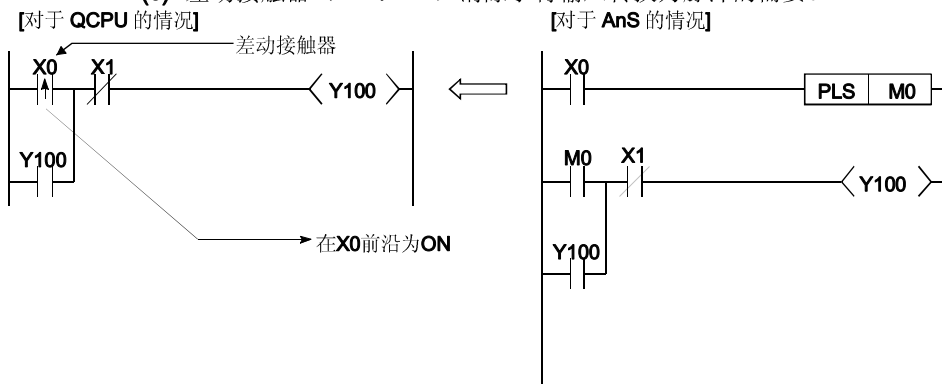 [对于 QCPU 的情况]
[对于 AnS 的情况]
差动接触器
X0
X1
Y100
Y100
在X0前沿为ON
X0
PLS
M0
M0
X1
Y100
Y100